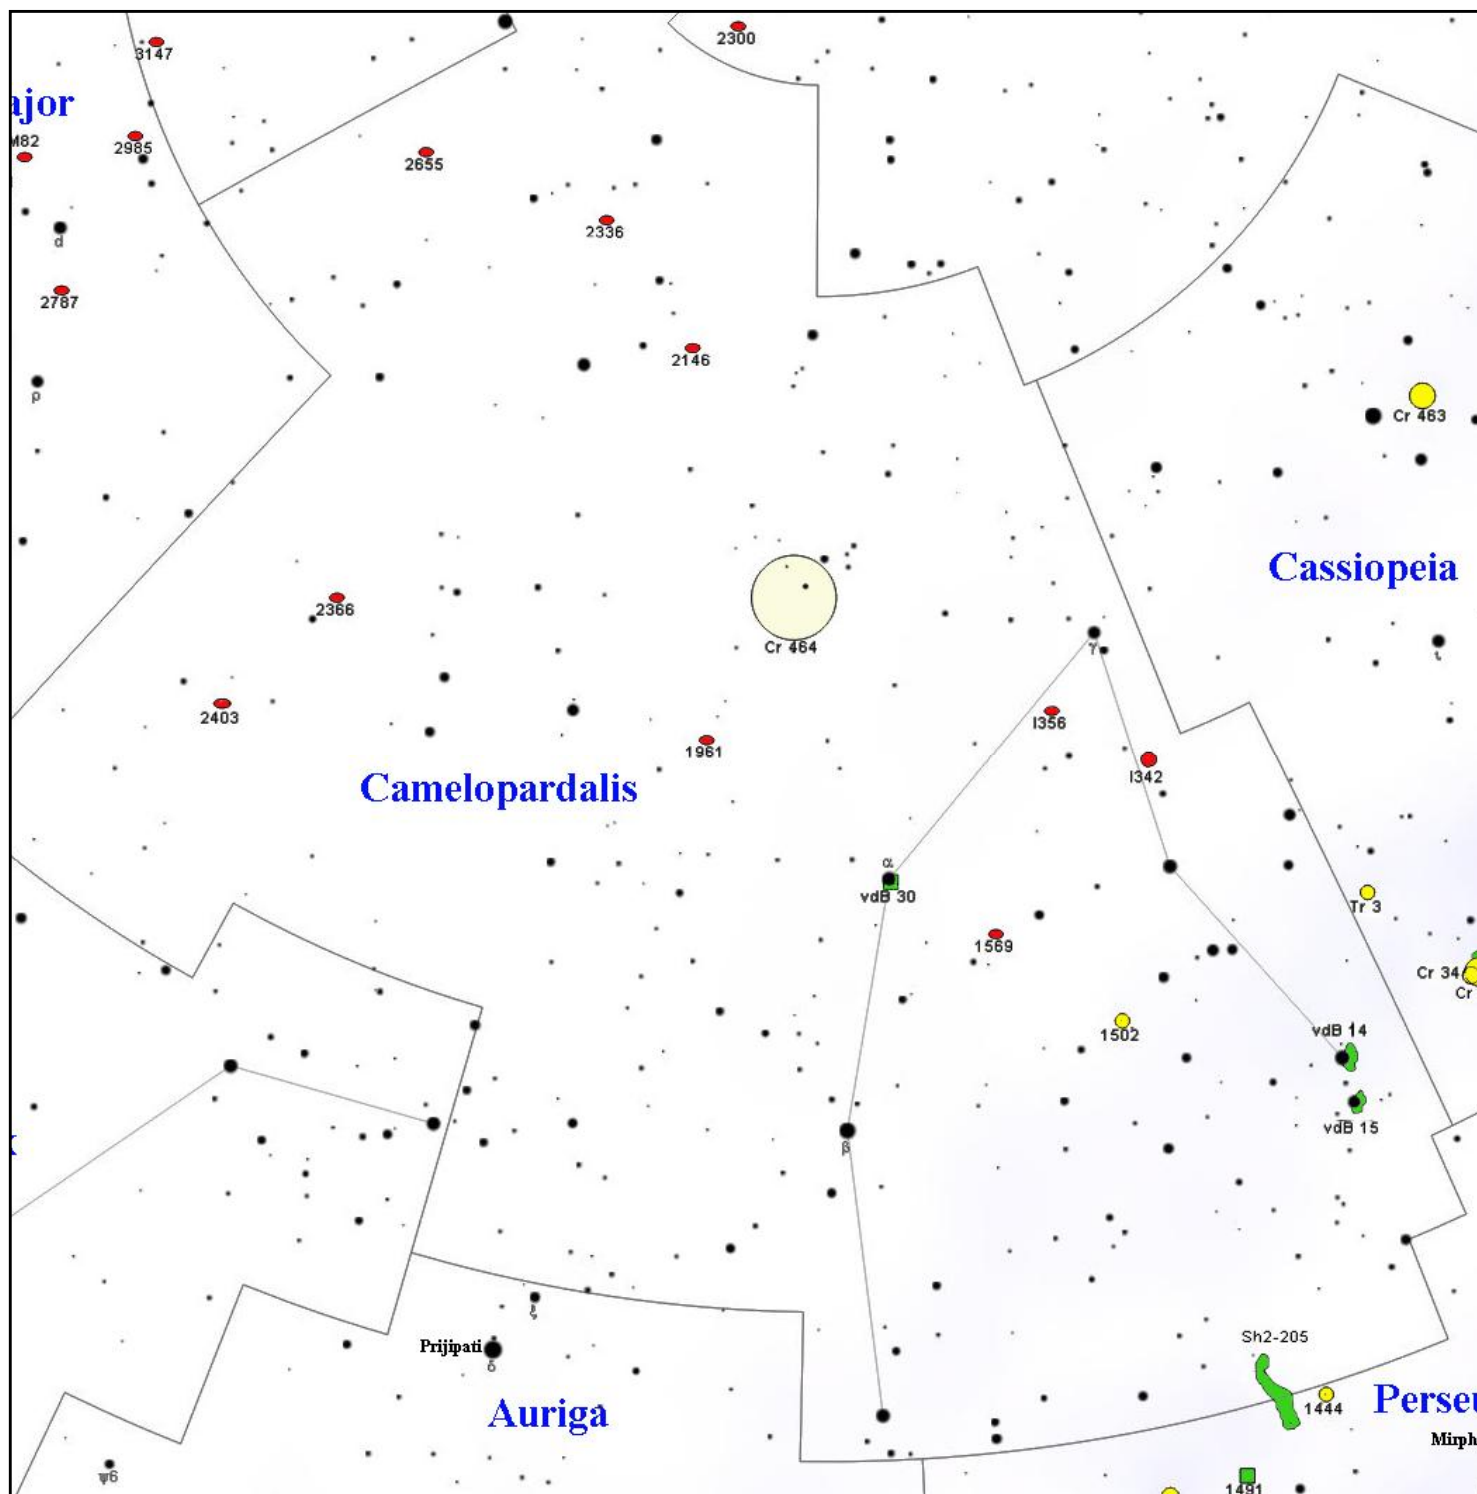 2300
3147
ajor
M82
2985
2655
2336
d
2787
2146
ρ
Cr 463
Cassiopeia
2366
Cr 464
γ
ι
2403
I356
1961
I342
Camelopardalis
α
vdB 30
Tr 3
1569
Cr 34
Cr
1502
vdB 14
vdB 15
β
x
ξ
Prijipati
δ
Sh2-205
Auriga
1444
Perseu
Mirph
ψ6
1491